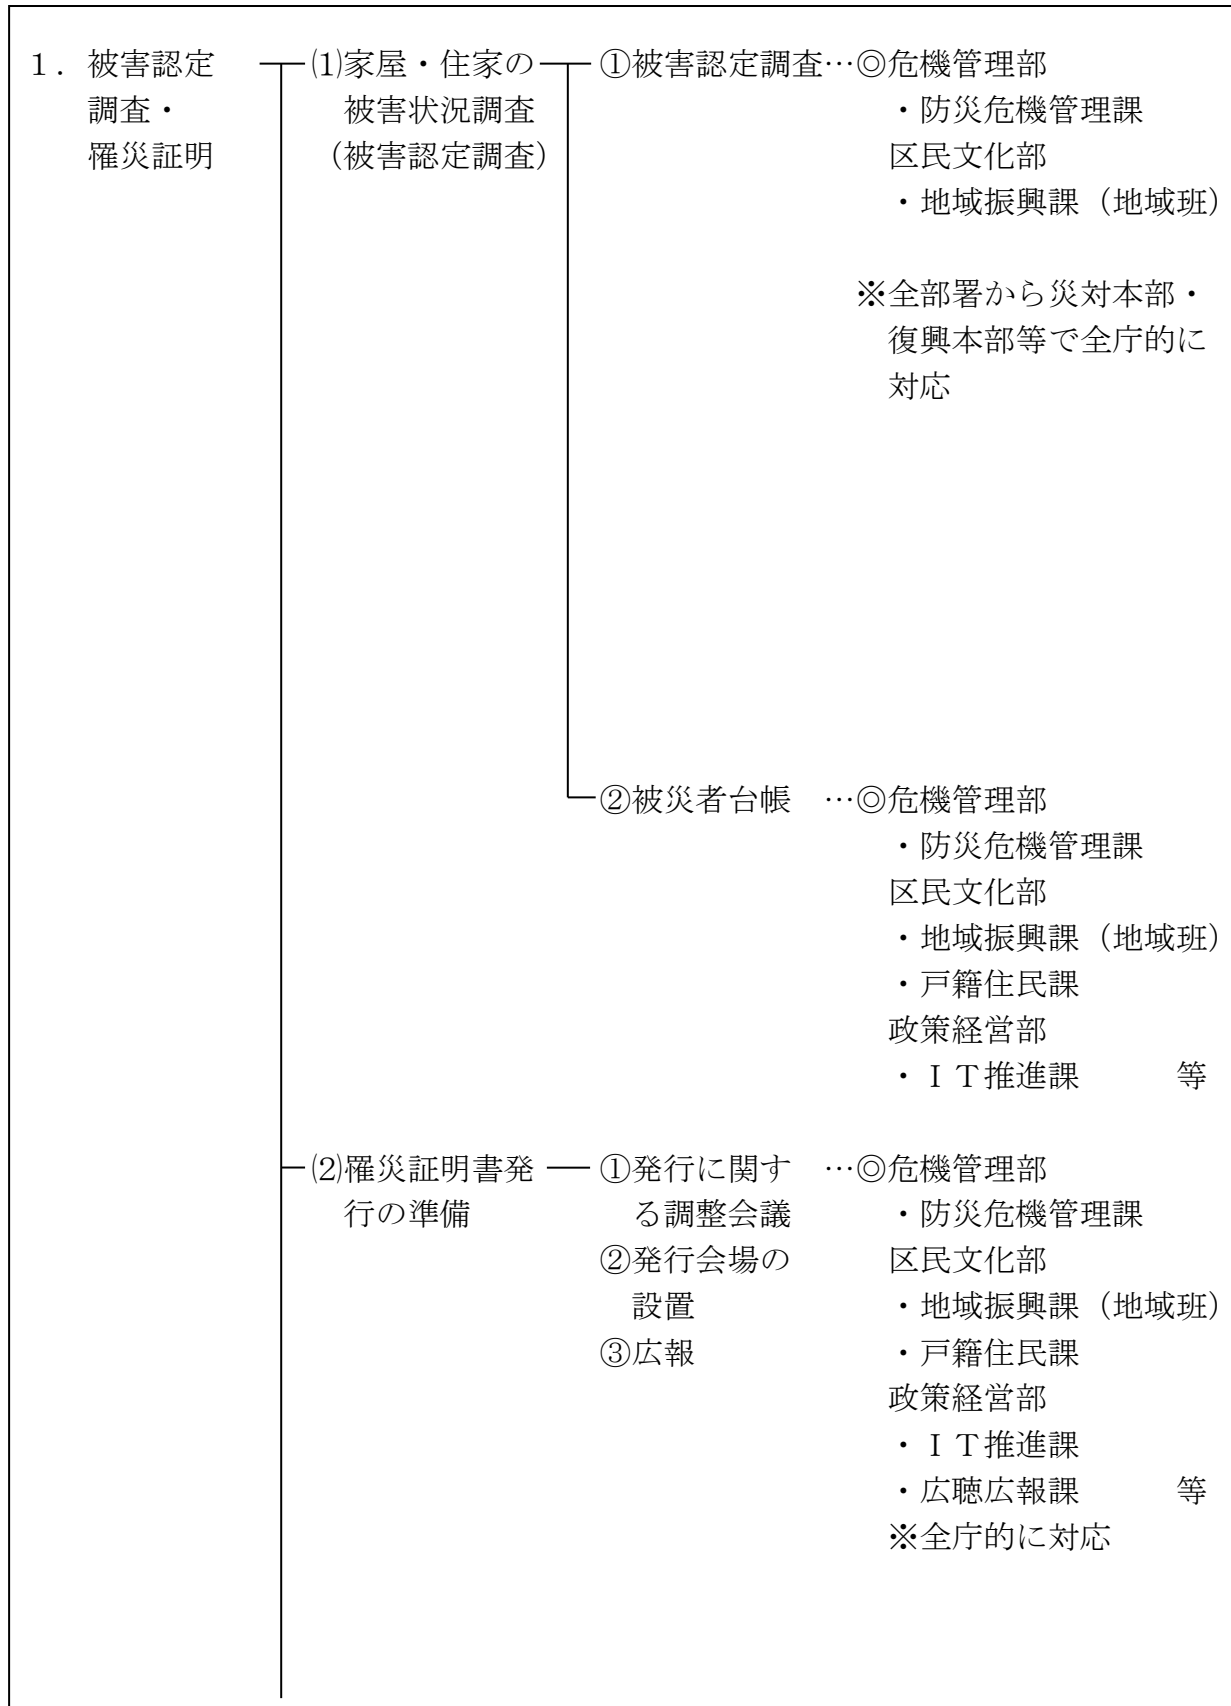 １．被害認定調査・罹災証明
⑴家屋・住家の被害状況調査（被害認定調査）
①被害認定調査…◎危機管理部
・防災危機管理課
区民文化部
・地域振興課（地域班）
※全部署から災対本部・
復興本部等で全庁的に
対応
②被災者台帳　…◎危機管理部
・防災危機管理課
区民文化部
・地域振興課（地域班）
・戸籍住民課
政策経営部
・ＩＴ推進課　　　等
⑵罹災証明書発行の準備
①発行に関する調整会議
②発行会場の設置
③広報
…◎危機管理部
・防災危機管理課
区民文化部
・地域振興課（地域班）
・戸籍住民課
政策経営部
・ＩＴ推進課
・広聴広報課　　　等
※全庁的に対応